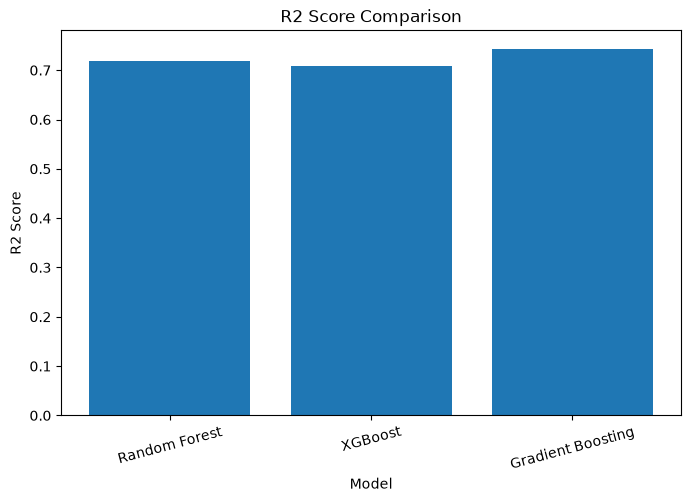 R2 Score Comparison
R2 Score
0.7
0.6
0.5
0.4
0.3
0.2
0.1
0.0
Random Forest
XGBoost
Gradient Boosting
Model